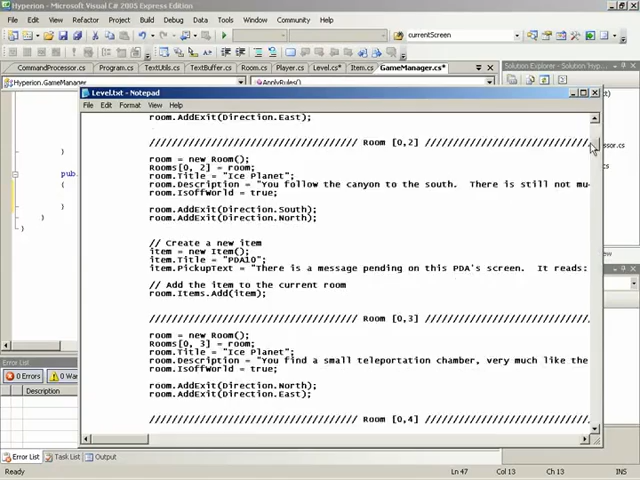 Hyperion - Microsoft Visual C# 2005 Express Edition
File Edit View Refactor Project Build Debug Data Tools Window Community Help
currentScreen
CommandProcessor.cs Program.cs TextUtils.cs TextBuffer.cs Room.cs Player.cs Level.cs* Item.cs GameManager.cs* Solution Explorer - Solution 'Hy...
Hyperion.GameManager ApplyRules()
Level.txt - Notepad
File Edit Format View Help
room.AddExit(Direction.East);
/////////////////////////////////// Room [0,2] ////////////////////////////
room = new Room();
Rooms[0, 2] = room;
room.Title = "Ice Planet";
room.Description = "You follow the canyon to the south.  There is still not mu
room.IsOffWorld = true;
room.AddExit(Direction.South);
room.AddExit(Direction.North);
// Create a new item
item = new Item();
item.Title = "PDA10";
item.PickupText = "There is a message pending on this PDA's screen.  It reads:
// Add the item to the current room
room.Items.Add(item);
/////////////////////////////////// Room [0,3] ////////////////////////////
room = new Room();
Rooms[0, 3] = room;
room.Title = "Ice Planet";
room.Description = "You find a small teleportation chamber, very much like the
room.IsOffWorld = true;
room.AddExit(Direction.North);
room.AddExit(Direction.East);
/////////////////////////////////// Room [0,4] ////////////////////////////
Error List
0 Errors 0 Wa
Description
Error List Task List Output
Ready Ln 47 Col 13 Ch 13 INS